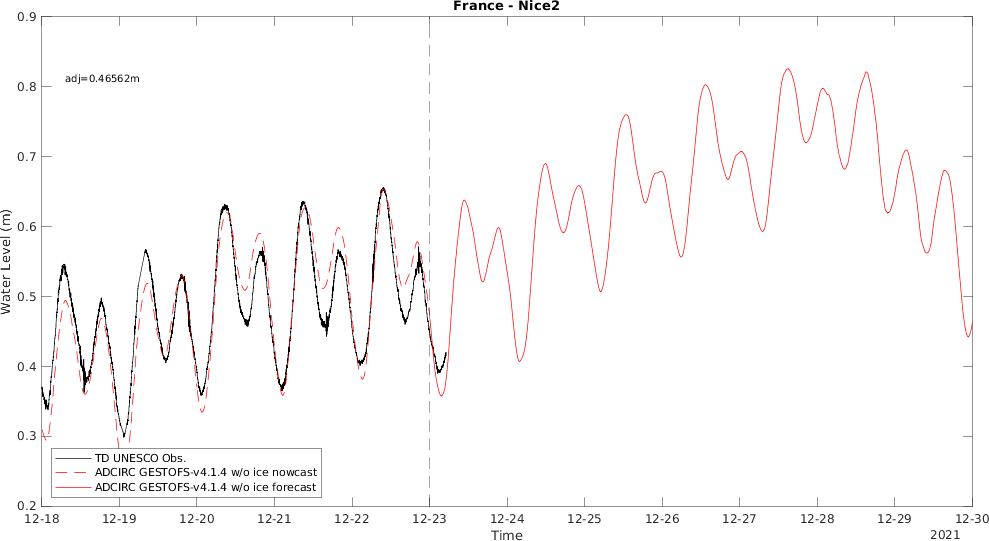 France - Nice2
0.9
0.8
0.7
0.6
0.5
0.4
0.3
0.2
Water Level (m)
adj=0.46562m
TD UNESCO Obs.
ADCIRC GESTOFS-v4.1.4 w/o ice nowcast
ADCIRC GESTOFS-v4.1.4 w/o ice forecast
12-18 12-19 12-20 12-21 12-22 12-23 12-24 12-25 12-26 12-27 12-28 12-29 12-30
Time
2021